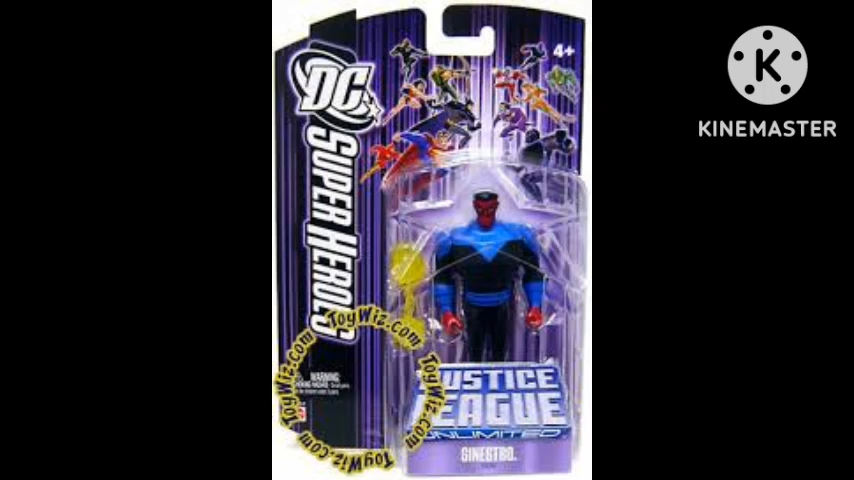 DC
SUPER HEROES
4+
K
KINEMASTER
ToyWiz.com
ToyWiz.com
ToyWiz.com
ToyWiz.com
WARNING:
JUSTICE
LEAGUE
UNLIMITED
SINESTRO.